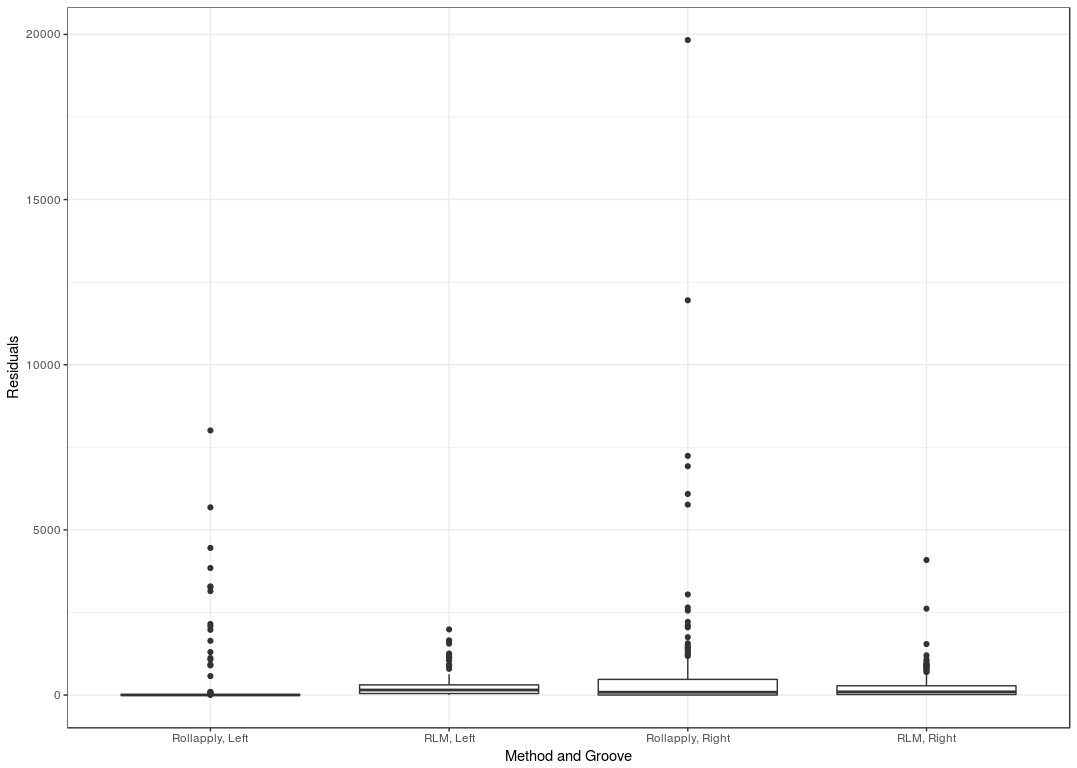 Residuals
20000
15000
10000
5000
0
Rollapply, Left
RLM, Left
Rollapply, Right
RLM, Right
Method and Groove